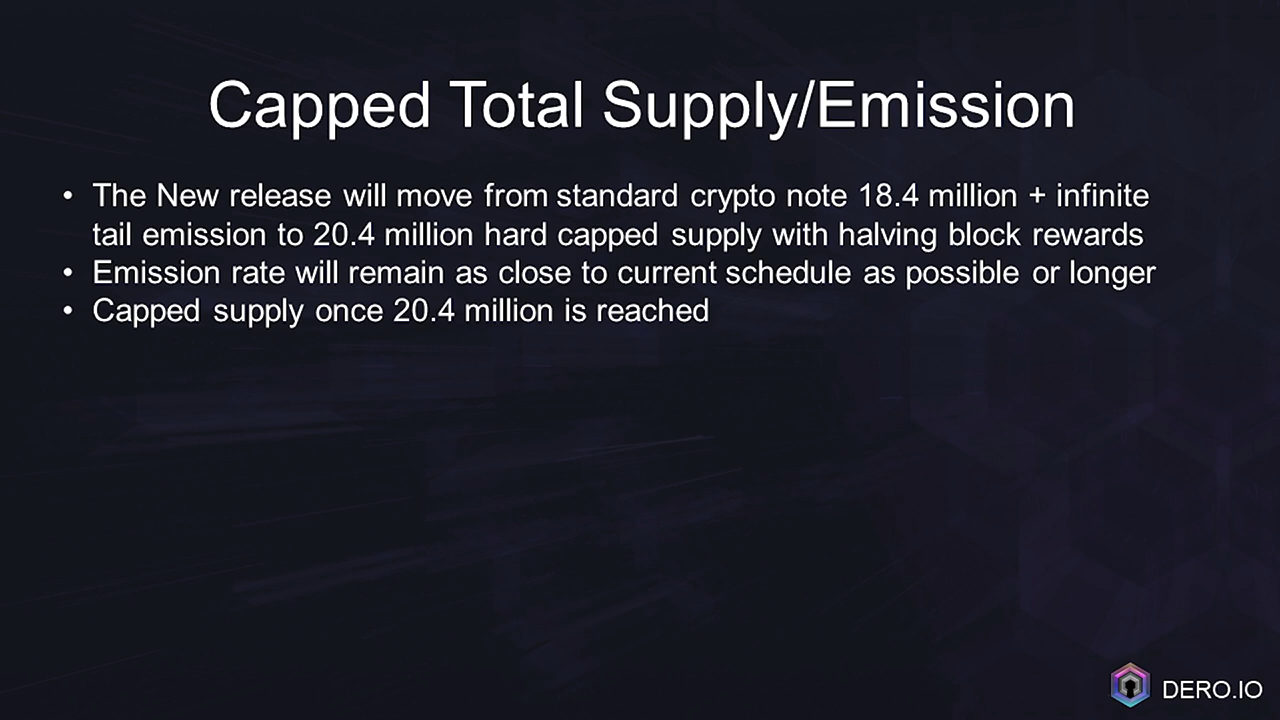 Capped Total Supply/Emission
• The New release will move from standard crypto note 18.4 million + infinite
tail emission to 20.4 million hard capped supply with halving block rewards
• Emission rate will remain as close to current schedule as possible or longer
• Capped supply once 20.4 million is reached
DERO.IO